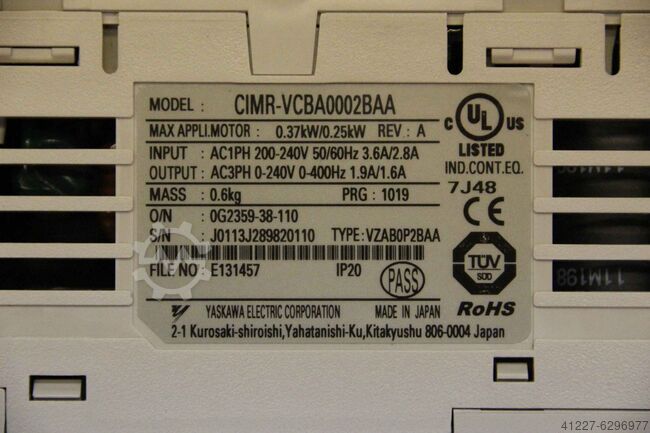 MODEL : CIMR-VCBA0002BAA
MAX APPLI.MOTOR : 0.37kW/0.25kW REV : A
INPUT : AC1PH 200-240V 50/60Hz 3.6A/2.8A
OUTPUT : AC3PH 0-240V 0-400Hz 1.9A/1.6A
MASS : 0.6kg PRG : 1019
O/N : 0G2359-38-110
S/N : J0113J289820110 TYPE : VZAB0P2BAA
FILE NO : E131457 IP20
PASS
YASKAWA ELECTRIC CORPORATION MADE IN JAPAN
2-1 Kurosaki-shiroishi,Yahatanishi-Ku,Kitakyushu 806-0004 Japan
C UL US
LISTED
IND.CONT.EQ.
7J48
CE
TÜV
SÜD
RoHS
11M198
41227-6296977